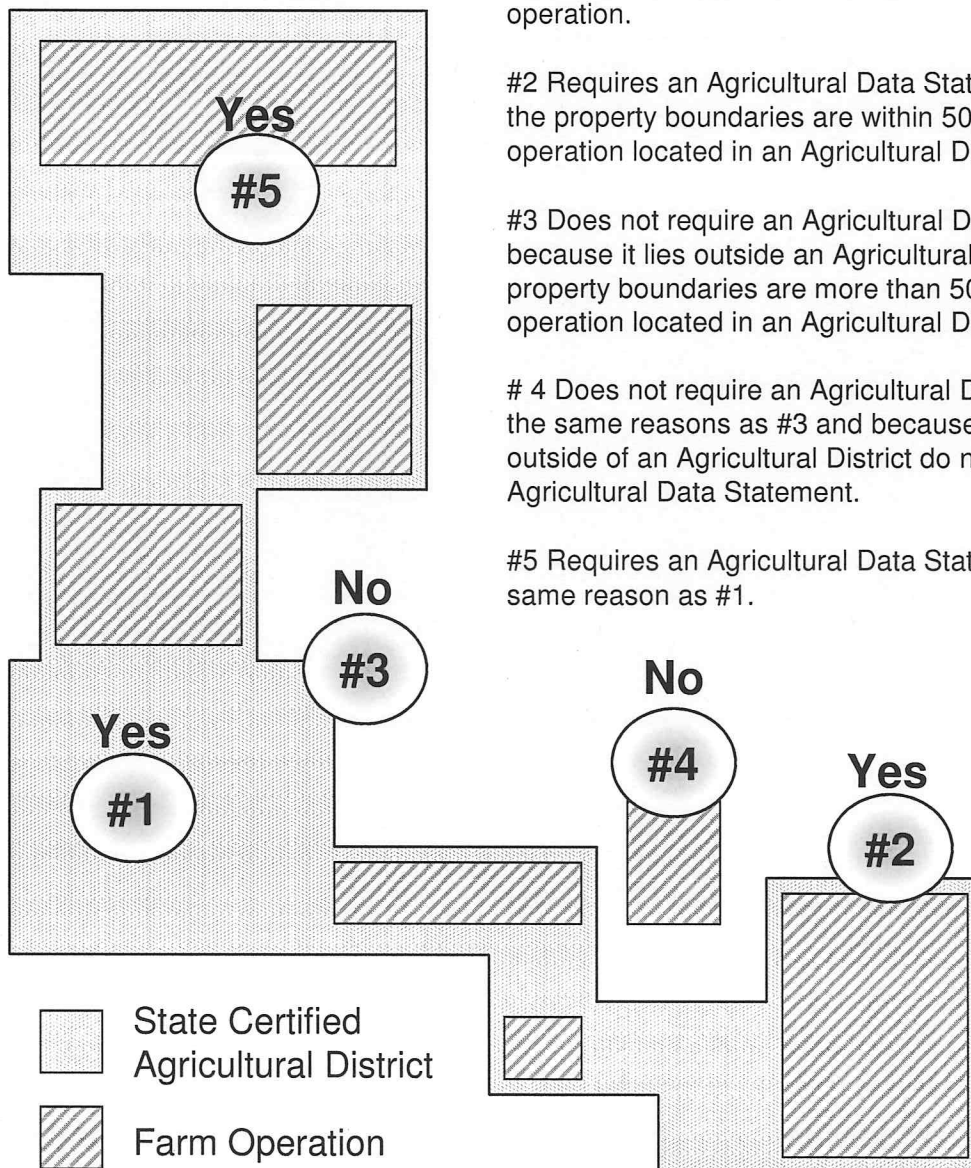 operation.
#2 Requires an Agricultural Data Stat
the property boundaries are within 50
operation located in an Agricultural D
#3 Does not require an Agricultural D
because it lies outside an Agricultural
property boundaries are more than 50
operation located in an Agricultural D
# 4 Does not require an Agricultural D
the same reasons as #3 and because
outside of an Agricultural District do n
Agricultural Data Statement.
#5 Requires an Agricultural Data Stat
same reason as #1.
Yes
#5
No
#3
Yes
#1
No
#4
Yes
#2
State Certified
Agricultural District
Farm Operation